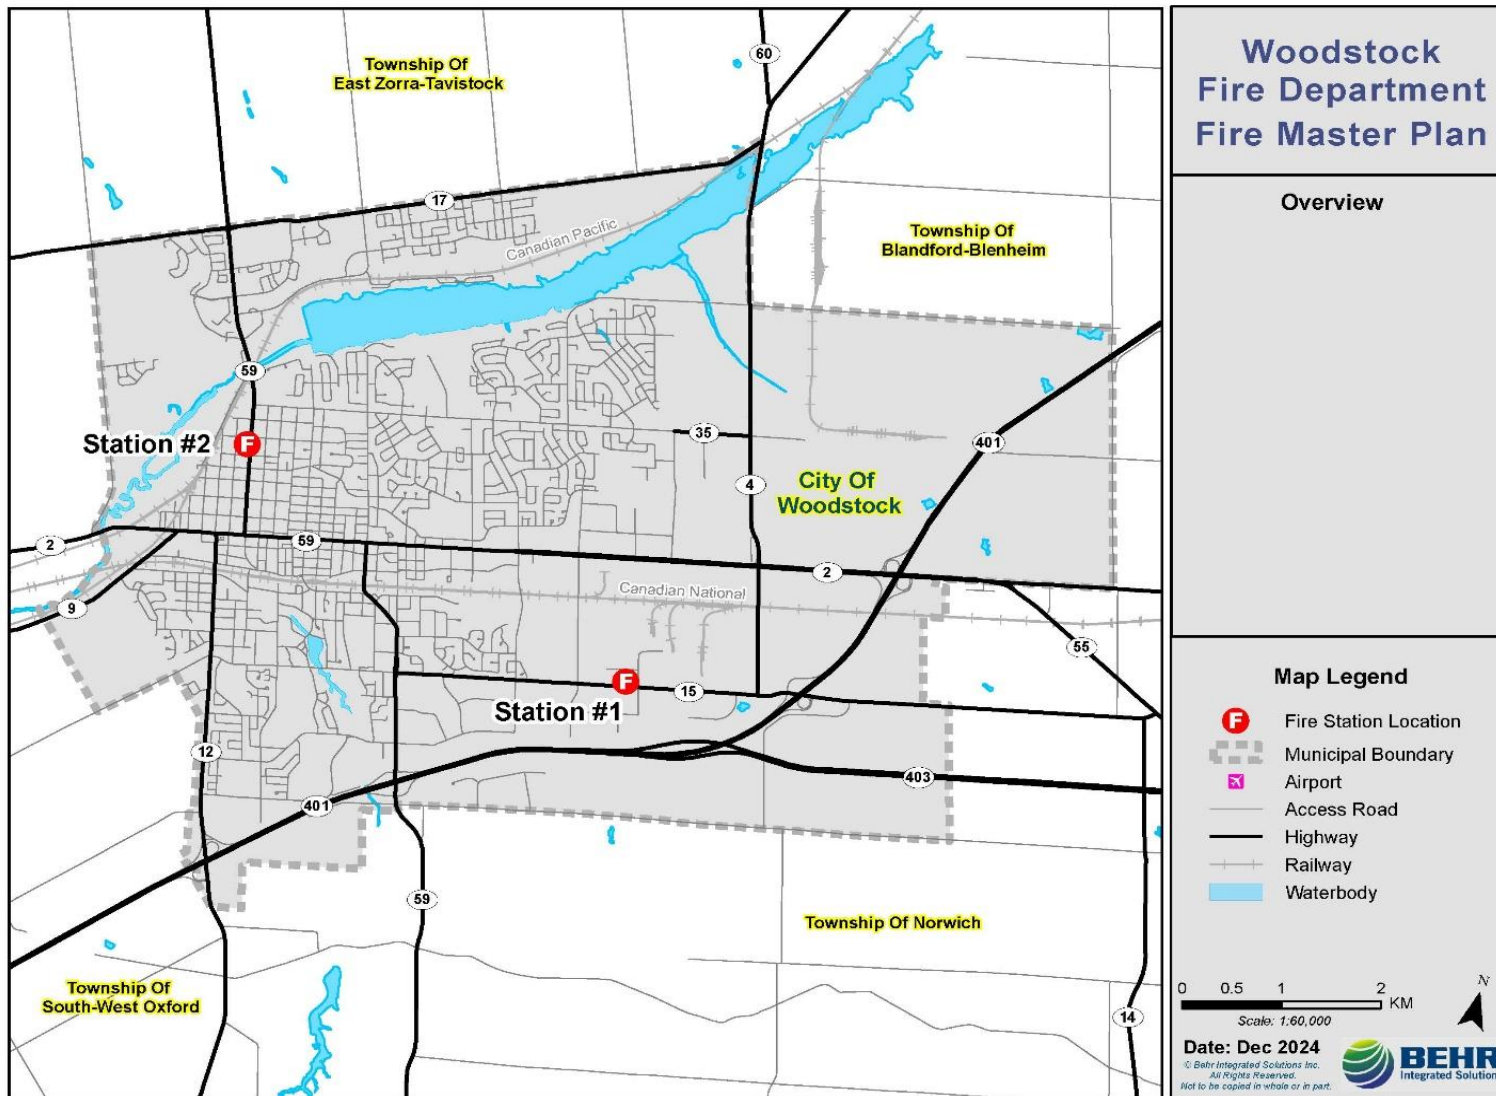 Woodstock
Fire Department
Fire Master Plan
Overview
Township Of
East Zorra-Tavistock
60
17
Canadian Pacific
Township Of
Blandford-Blenheim
59
Station #2
F
35
401
4
City Of
Woodstock
2
59
2
9
Canadian National
55
F
15
Station #1
12
403
401
59
Township Of Norwich
Township Of
South-West Oxford
14
Map Legend
F Fire Station Location
Municipal Boundary
Airport
Access Road
Highway
Railway
Waterbody
0 0.5 1 2 KM
Scale: 1:60,000
N
Date: Dec 2024
© Behr Integrated Solutions Inc.
All Rights Reserved.
Not to be copied in whole or in part.
BEHR
Integrated Solution